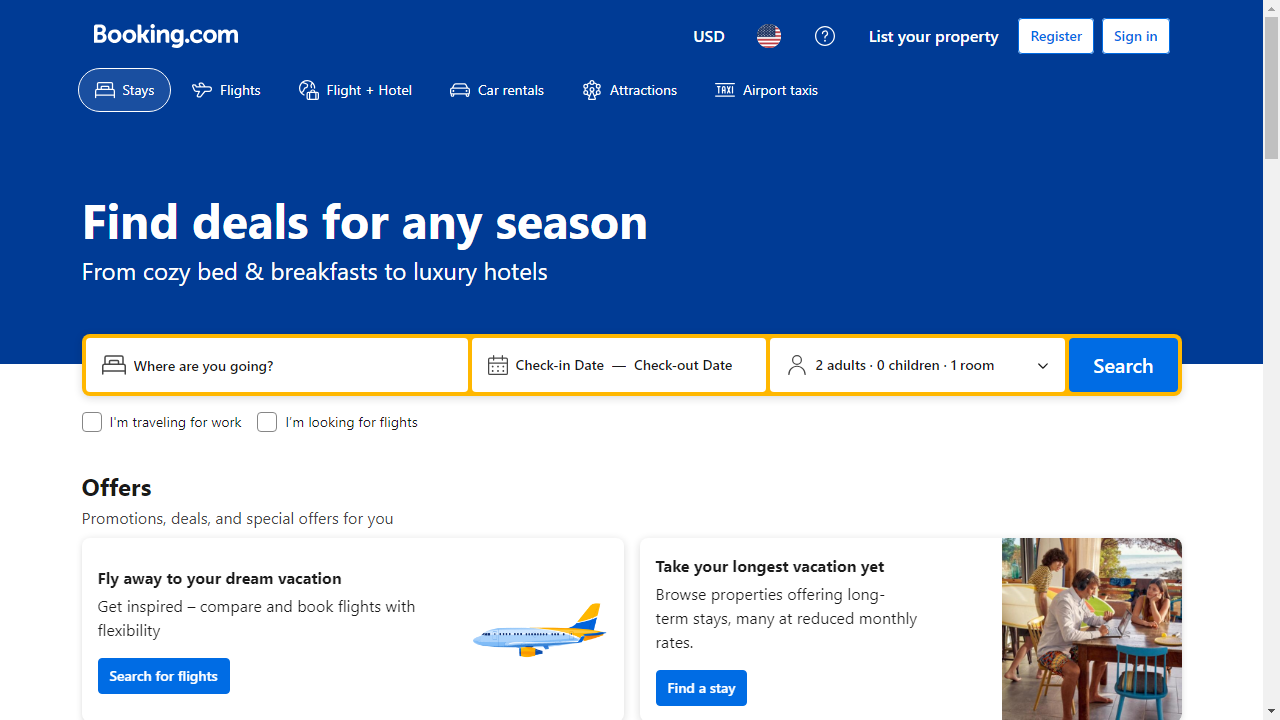 Booking.com
USD
List your property
Register
Sign in
Stays
Flights
Flight + Hotel
Car rentals
Attractions
TAXI
Airport taxis
Find deals for any season
From cozy bed & breakfasts to luxury hotels
Where are you going?
Check-in Date — Check-out Date
2 adults · 0 children · 1 room
Search
I'm traveling for work
I'm looking for flights
Offers
Promotions, deals, and special offers for you
Fly away to your dream vacation
Get inspired – compare and book flights with
flexibility
Search for flights
Take your longest vacation yet
Browse properties offering long-
term stays, many at reduced monthly
rates.
Find a stay